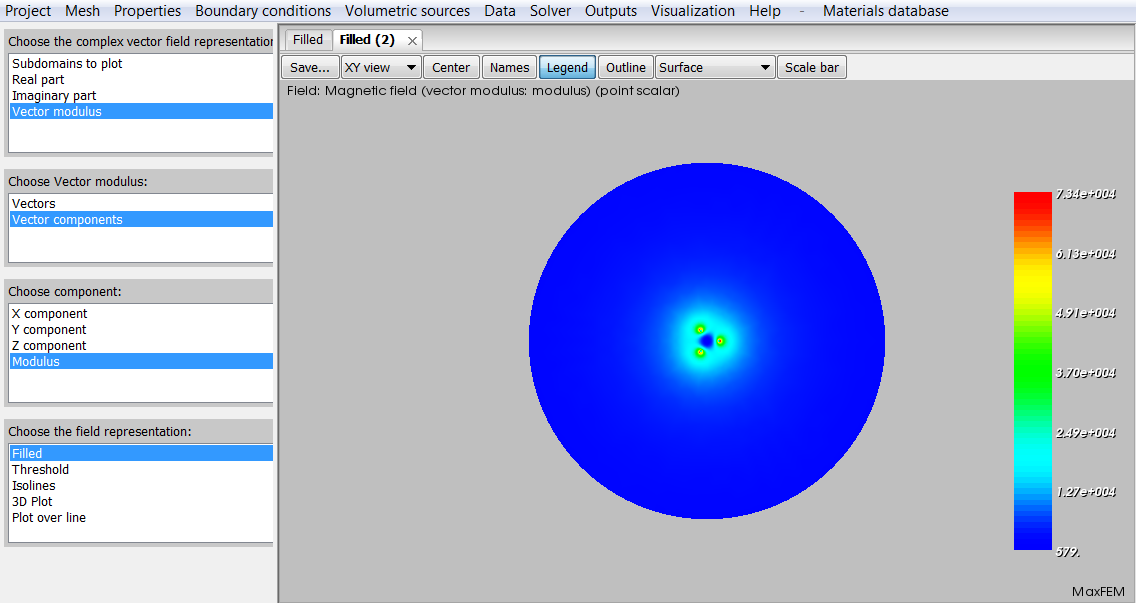 Project Mesh Properties Boundary conditions Volumetric sources Data Solver Outputs Visualization Help - Materials database
Choose the complex vector field representation
Subdomains to plot
Real part
Imaginary part
Vector modulus
Choose Vector modulus:
Vectors
Vector components
Choose component:
X component
Y component
Z component
Modulus
Choose the field representation:
Filled
Threshold
Isolines
3D Plot
Plot over line
Filled Filled (2)
Save... XY view Center Names Legend Outline Surface Scale bar
Field: Magnetic field (vector modulus: modulus) (point scalar)
7.34e+004
6.13e+004
4.91e+004
3.70e+004
2.49e+004
1.27e+004
579.
MaxFEM